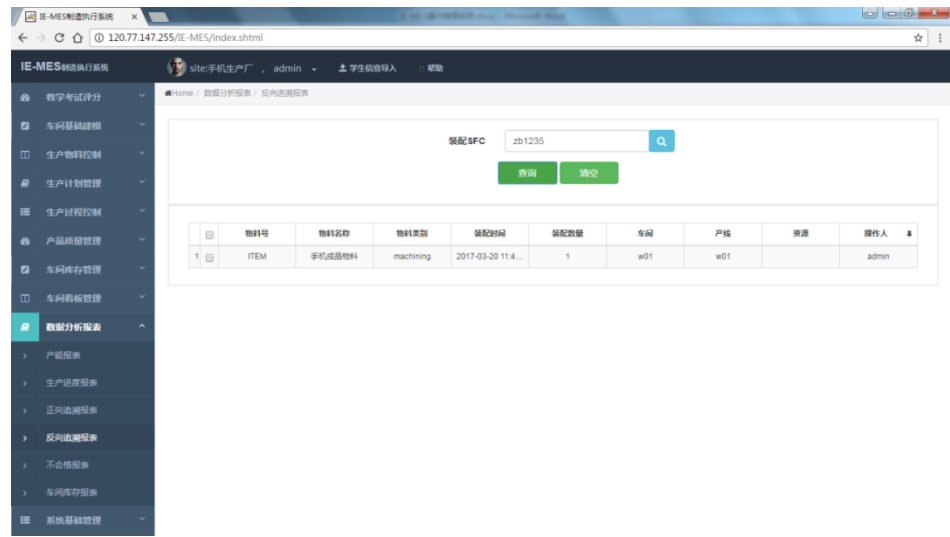 IE-MES制造执行系统
120.77.147.255/IE-MES/index.shtml
IE-MES制造执行系统 site:手机生产厂 , admin 学生信息导入 帮助
Home / 数据分析报表 / 反向追溯报表
教学考试评分
车间基础建模
生产物料控制
生产计划管理
生产过程控制
产品质量管理
车间库存管理
车间看板管理
数据分析报表
产能报表
生产进度报表
正向追溯报表
反向追溯报表
不合格报表
车间库存报表
系统基础管理
装配SFC zb1235
查询 清空
物料号 物料名称 物料类别 装配时间 装配数量 车间 产线 资源 操作人
1 ITEM 手机成品物料 machining 2017-03-20 11:4... 1 w01 w01 admin